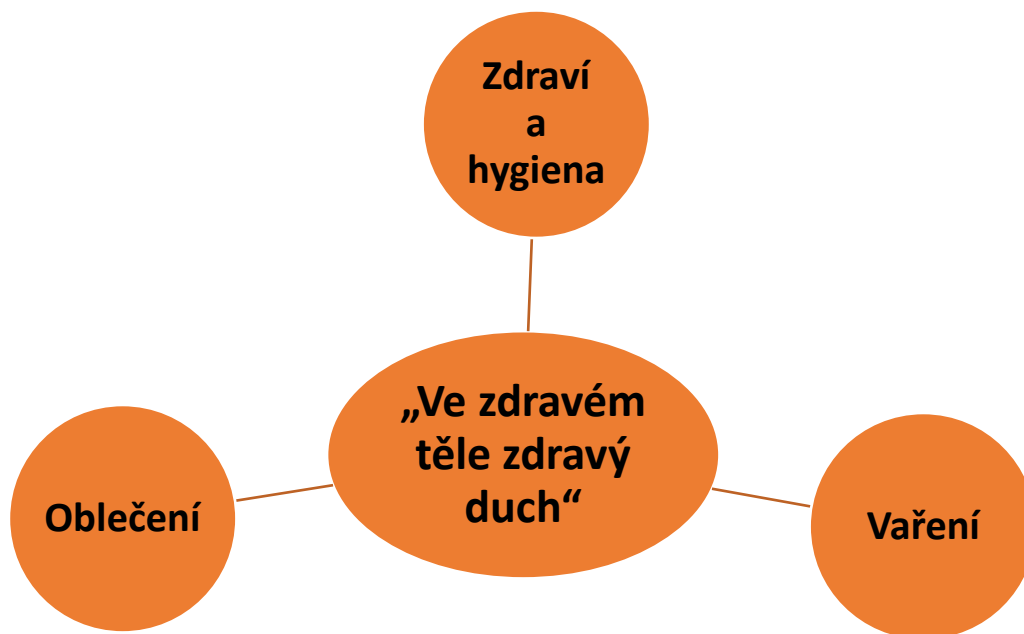 Zdraví
a
hygiena
„Ve zdravém
těle zdravý
duch“
Oblečení
Vaření